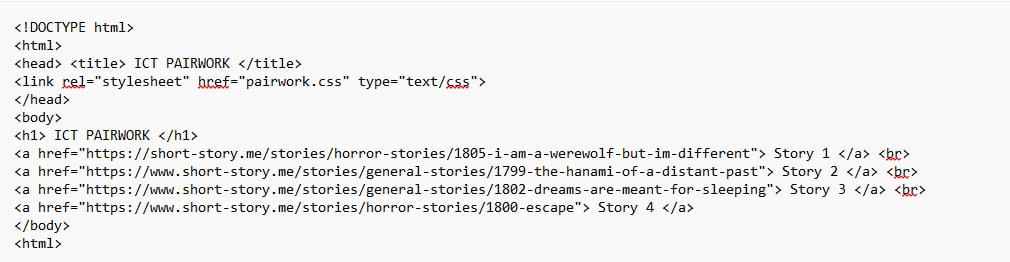 <!DOCTYPE html>
<html>
<head> <title> ICT PAIRWORK </title>
<link rel="stylesheet" href="pairwork.css" type="text/css">
</head>
<body>
<h1> ICT PAIRWORK </h1>
<a href="https://short-story.me/stories/horror-stories/1805-i-am-a-werewolf-but-im-different"> Story 1 </a> <br>
<a href="https://www.short-story.me/stories/general-stories/1799-the-hanami-of-a-distant-past"> Story 2 </a> <br>
<a href="https://www.short-story.me/stories/general-stories/1802-dreams-are-meant-for-sleeping"> Story 3 </a> <br>
<a href="https://www.short-story.me/stories/horror-stories/1800-escape"> Story 4 </a>
</body>
<html>